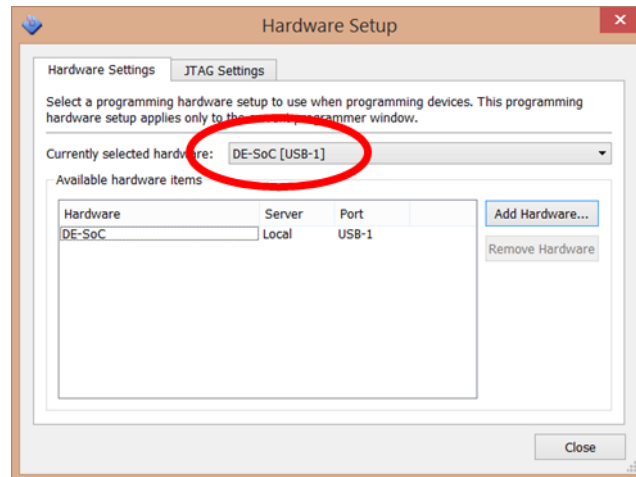 Hardware Setup
Hardware Settings
JTAG Settings
Select a programming hardware setup to use when programming devices. This programming
hardware setup applies only to the current programmer window.
Currently selected hardware:
DE-SoC [USB-1]
Available hardware items
Hardware Server Port
DE-SoC Local USB-1
Add Hardware...
Remove Hardware
Close